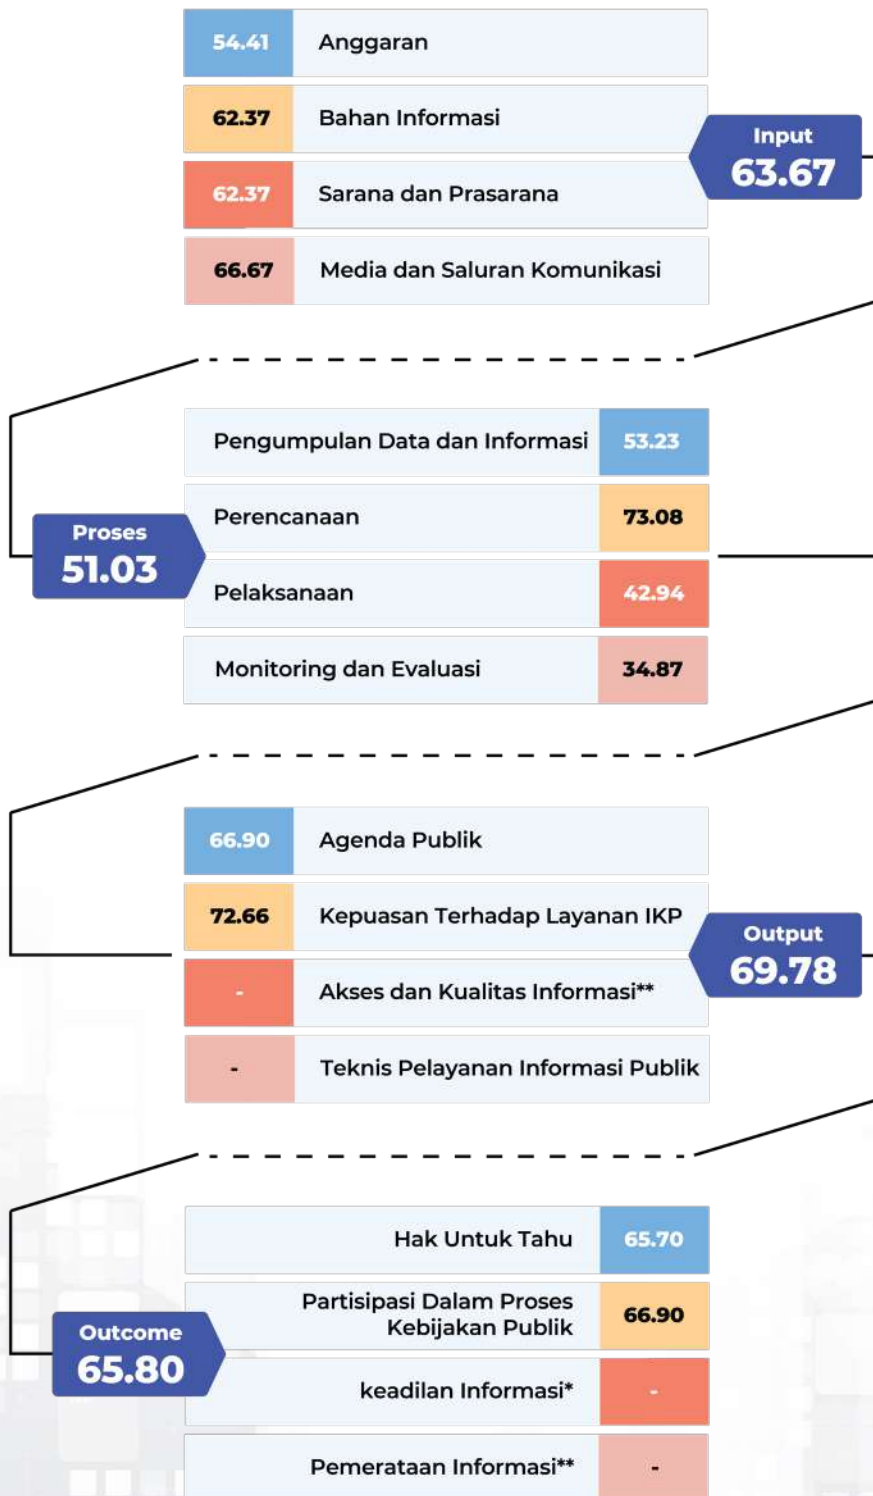 54.41 Anggaran
62.37 Bahan Informasi
Input
63.67
62.37 Sarana dan Prasarana
66.67 Media dan Saluran Komunikasi
Pengumpulan Data dan Informasi 53.23
Perencanaan 73.08
Proses
51.03
Pelaksanaan 42.94
Monitoring dan Evaluasi 34.87
66.90 Agenda Publik
72.66 Kepuasan Terhadap Layanan IKP
Output
69.78
- Akses dan Kualitas Informasi**
- Teknis Pelayanan Informasi Publik
Hak Untuk Tahu 65.70
Partisipasi Dalam Proses
Kebijakan Publik 66.90
Outcome
65.80
keadilan Informasi* -
Pemerataan Informasi** -